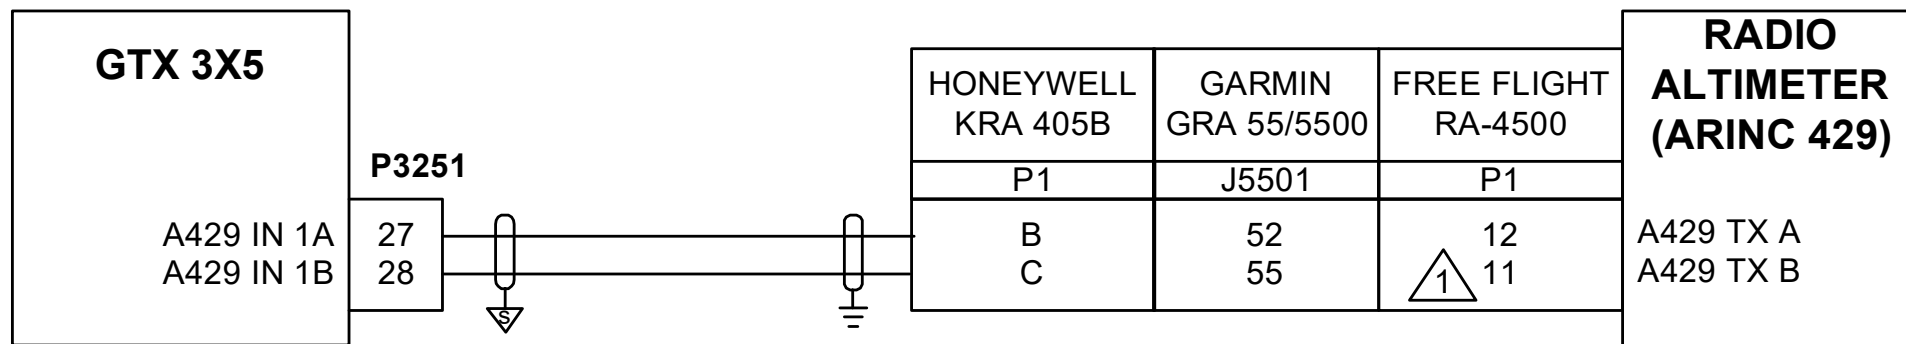 GTX 3X5
P3251
A429 IN 1A 27
A429 IN 1B 28
S
HONEYWELL
KRA 405B
P1
B
C
GARMIN
GRA 55/5500
J5501
52
55
FREE FLIGHT
RA-4500
P1
12
1 11
RADIO
ALTIMETER
(ARINC 429)
A429 TX A
A429 TX B